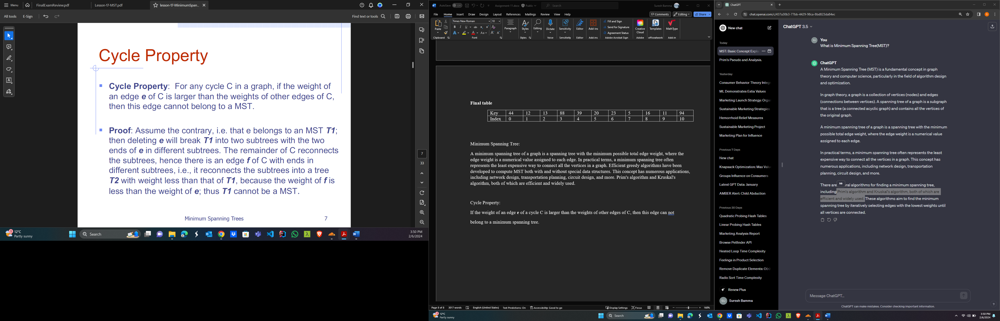 Menu
FinalExamReview.pdf
Lesson-17-MST.pdf
lesson-17-MinimumSpan...
All tools
E-Sign
Find text or tools
Cycle Property
Cycle Property: For any cycle C in a graph, if the weight of
an edge e of C is larger than the weights of other edges of C,
then this edge cannot belong to a MST.
Proof: Assume the contrary, i.e. that e belongs to an MST T1;
then deleting e will break T1 into two subtrees with the two
ends of e in different subtrees. The remainder of C reconnects
the subtrees, hence there is an edge f of C with ends in
different subtrees, i.e., it reconnects the subtrees into a tree
T2 with weight less than that of T1, because the weight of f is
less than the weight of e; thus T1 cannot be a MST.
Minimum Spanning Trees
7
7
33
1
12°C
Partly sunny
Search
3:50 PM
2/6/2024
AutoSave
Off
Assignment-11.docx
Public
Search
Suresh Bamma
File Home Insert Draw Design Layout References Mailings Review View Help
Comments
Editing
Share
Paste
Clipboard
Times New Roman
10
Font
Paragraph
Styles
Styles
Editing
Dictate
Voice
Sensitivity
Sensitivity
Editor
Editor
Add-ins
Add-ins
Fill and Sign
Send for Signature
Agreement Status
Adobe Acrobat Sign
Creative
Cloud
Adobe
Templates
officeatwork
MathType
Add-in
Final table
Key 44 12 13 88 39 20 23 5 16 11 94
Index 0 1 2 3 4 5 6 7 8 9 10
Minimum Spanning Tree:
A minimum spanning tree of a graph is a spanning tree with the minimum possible total edge weight, where the
edge weight is a numerical value assigned to each edge. In practical terms, a minimum spanning tree often
represents the least expensive way to connect all the vertices in a graph. Efficient greedy algorithms have been
developed to compute MST both with and without special data structures. This concept has numerous applications,
including network design, transportation planning, circuit design, and more. Prim's algorithm and Kruskal's
algorithm, both of which are efficient and widely used.
Cycle Property:
If the weight of an edge e of a cycle C is larger than the weights of other edges of C, then this edge can not
belong to a minimum spanning tree.
Page 8 of 8
3017 words
English (United States)
Text Predictions: On
Accessibility: Good to go
Display Settings
Focus
160%
ChatGPT
chat.openai.com/c/437a30b3-77bb-4429-98ca-8bd823da84ec
New chat
Today
MST: Basic Concept Expla
Prim's Pseudo and Analysis.
Yesterday
Consumer Behavior Theory Integr
ML Demonstrates Estia Values
Marketing Launch Strategy: Organ
Sustainable Marketing Strategies
Hemorrhoid Relief Measures
Sustainable Marketing Project
Marketing Plan for Influence
Previous 7 Days
New chat
Knapsack Optimization: Max Valu
Groups Influence on Consumers
Latest GPT Data: January
AMBER Alert: Child Abduction
Previous 30 Days
Quadratic Probing Hash Tables
Linear Probing Hash Tables
Marketing Analysis Report
Browse Petfinder API
Nested Loop Time Complexity
Feelings in Product Selection
Remove Duplicate Elements: O(n)
Radix Sort Time Complexity
Renew Plus
SU
Suresh Bamma
ChatGPT 3.5
SU
You
What is Minimum Spanning Tree(MST)?
ChatGPT
A Minimum Spanning Tree (MST) is a fundamental concept in graph
theory and computer science, particularly in the field of algorithm design
and optimization.
In graph theory, a graph is a collection of vertices (nodes) and edges
(connections between vertices). A spanning tree of a graph is a subgraph
that is a tree (a connected acyclic graph) and contains all the vertices of
the original graph.
A minimum spanning tree of a graph is a spanning tree with the minimum
possible total edge weight, where the edge weight is a numerical value
assigned to each edge.
In practical terms, a minimum spanning tree often represents the least
expensive way to connect all the vertices in a graph. This concept has
numerous applications, including network design, transportation
planning, circuit design, and more.
There are eral algorithms for finding a minimum spanning tree,
including Prim's algorithm and Kruskal's algorithm, both of which are
efficient and widely used. These algorithms aim to find the minimum
spanning tree by iteratively selecting edges with the lowest weights until
all vertices are connected.
Message ChatGPT...
ChatGPT can make mistakes. Consider checking important information.
1
12°C
Partly sunny
Search
3:50 PM
2/6/2024